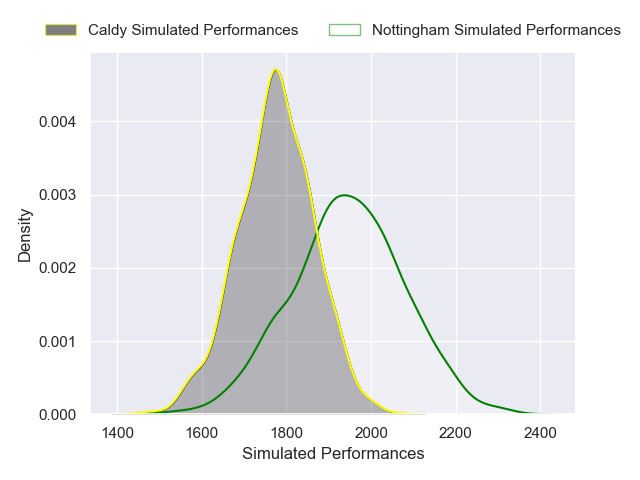 Caldy Simulated Performances Nottingham Simulated Performances
0.004
0.003
0.002
0.001
0.000
Density
1400 1600 1800 2000 2200 2400
Simulated Performances